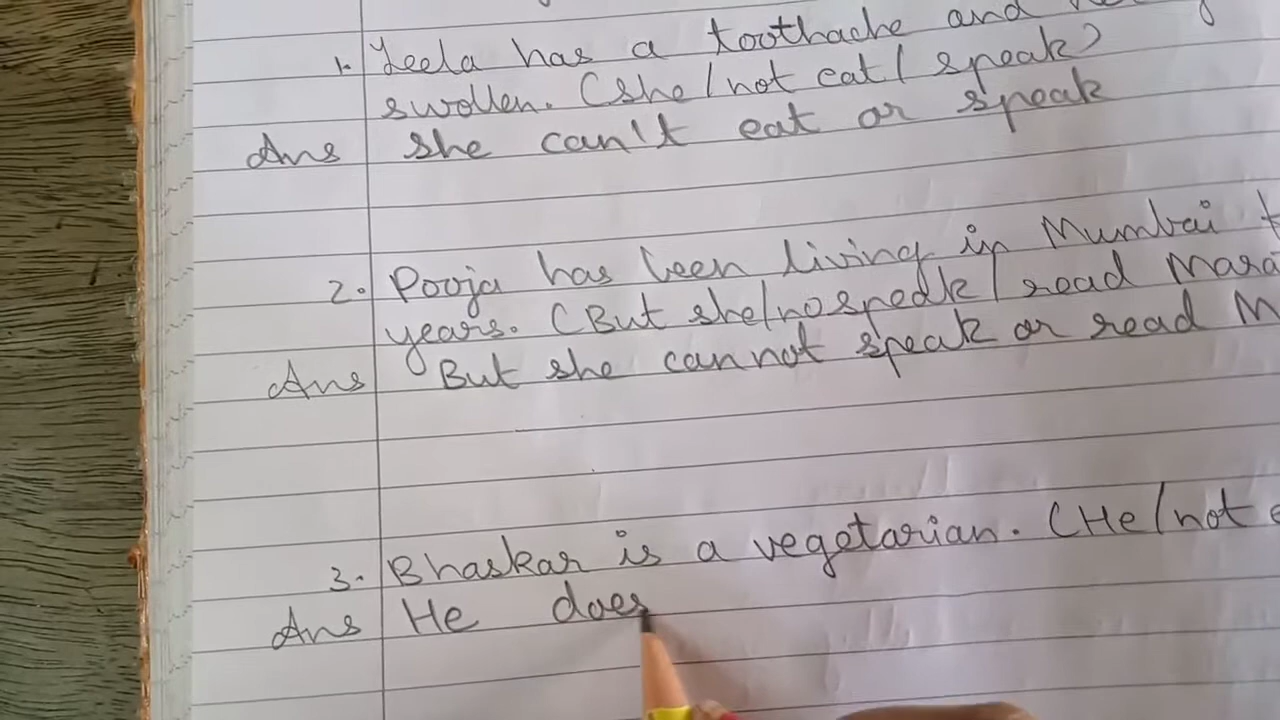 1. Leela has a toothache and
swollen. (she/not eat/ speak)
Ans she can't eat or speak
2. Pooja has been living in Mumbai
years. (But she/no speak/ read
Ans But she cannot speak or read
3. Bhaskar is a vegetarian. (He/not
Ans He does